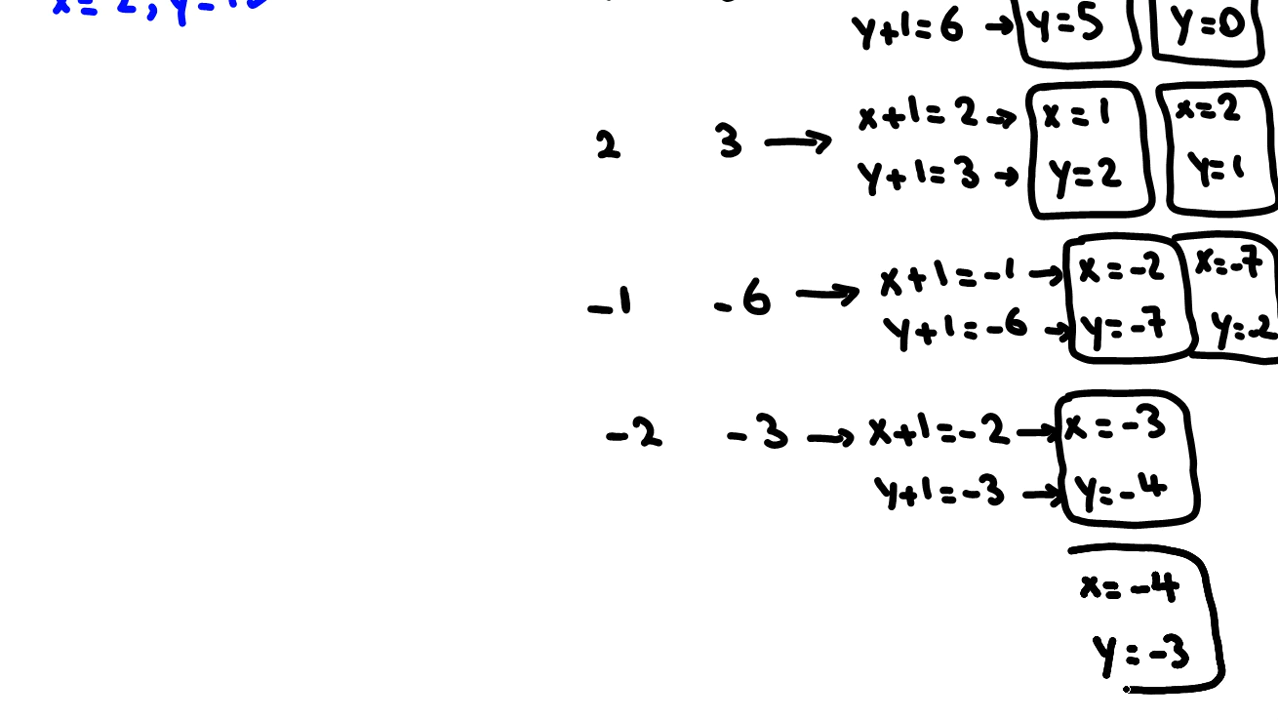 y+1=6 → y=5 y=0
x+1=2 → x=1 x=2
2 3 →
y+1=3 → y=2 y=1
x+1=-1 → x=-2 x=-7
-1 -6 →
y+1=-6 → y=-7 y=-2
-2 -3 → x+1=-2 → x=-3
y+1=-3 → y=-4
x=-4
y=-3